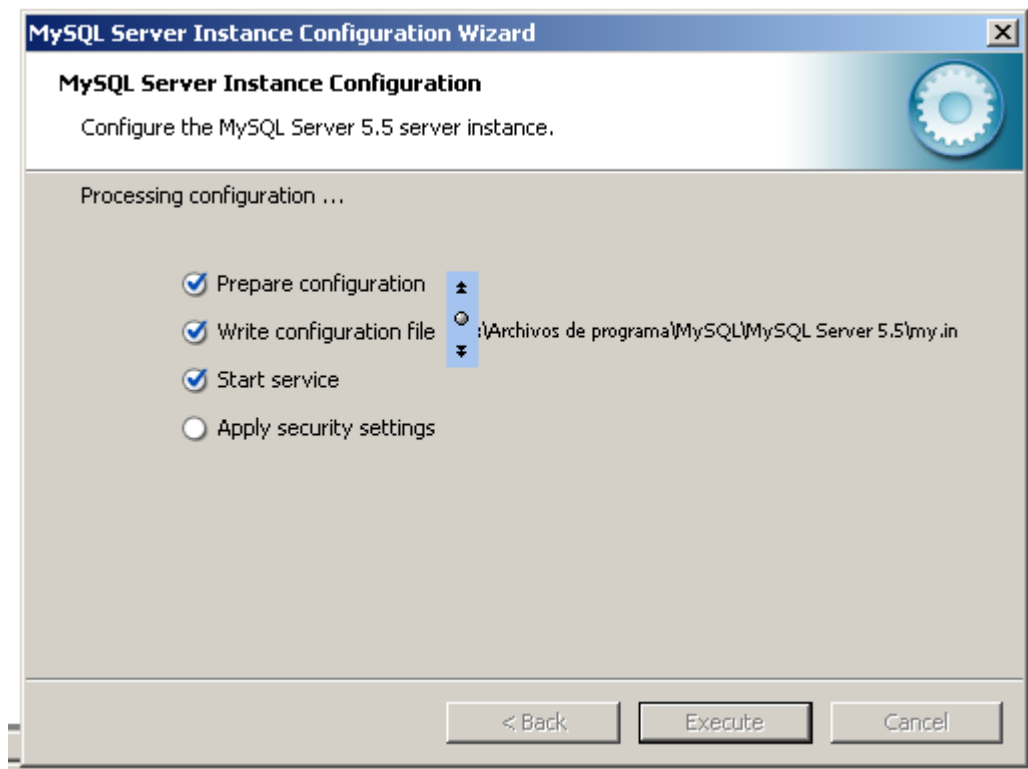 MySQL Server Instance Configuration Wizard
MySQL Server Instance Configuration
Configure the MySQL Server 5.5 server instance.
Processing configuration ...
Prepare configuration
Write configuration file :\Archivos de programa\MySQL\MySQL Server 5.5\my.in
Start service
Apply security settings
< Back Execute Cancel